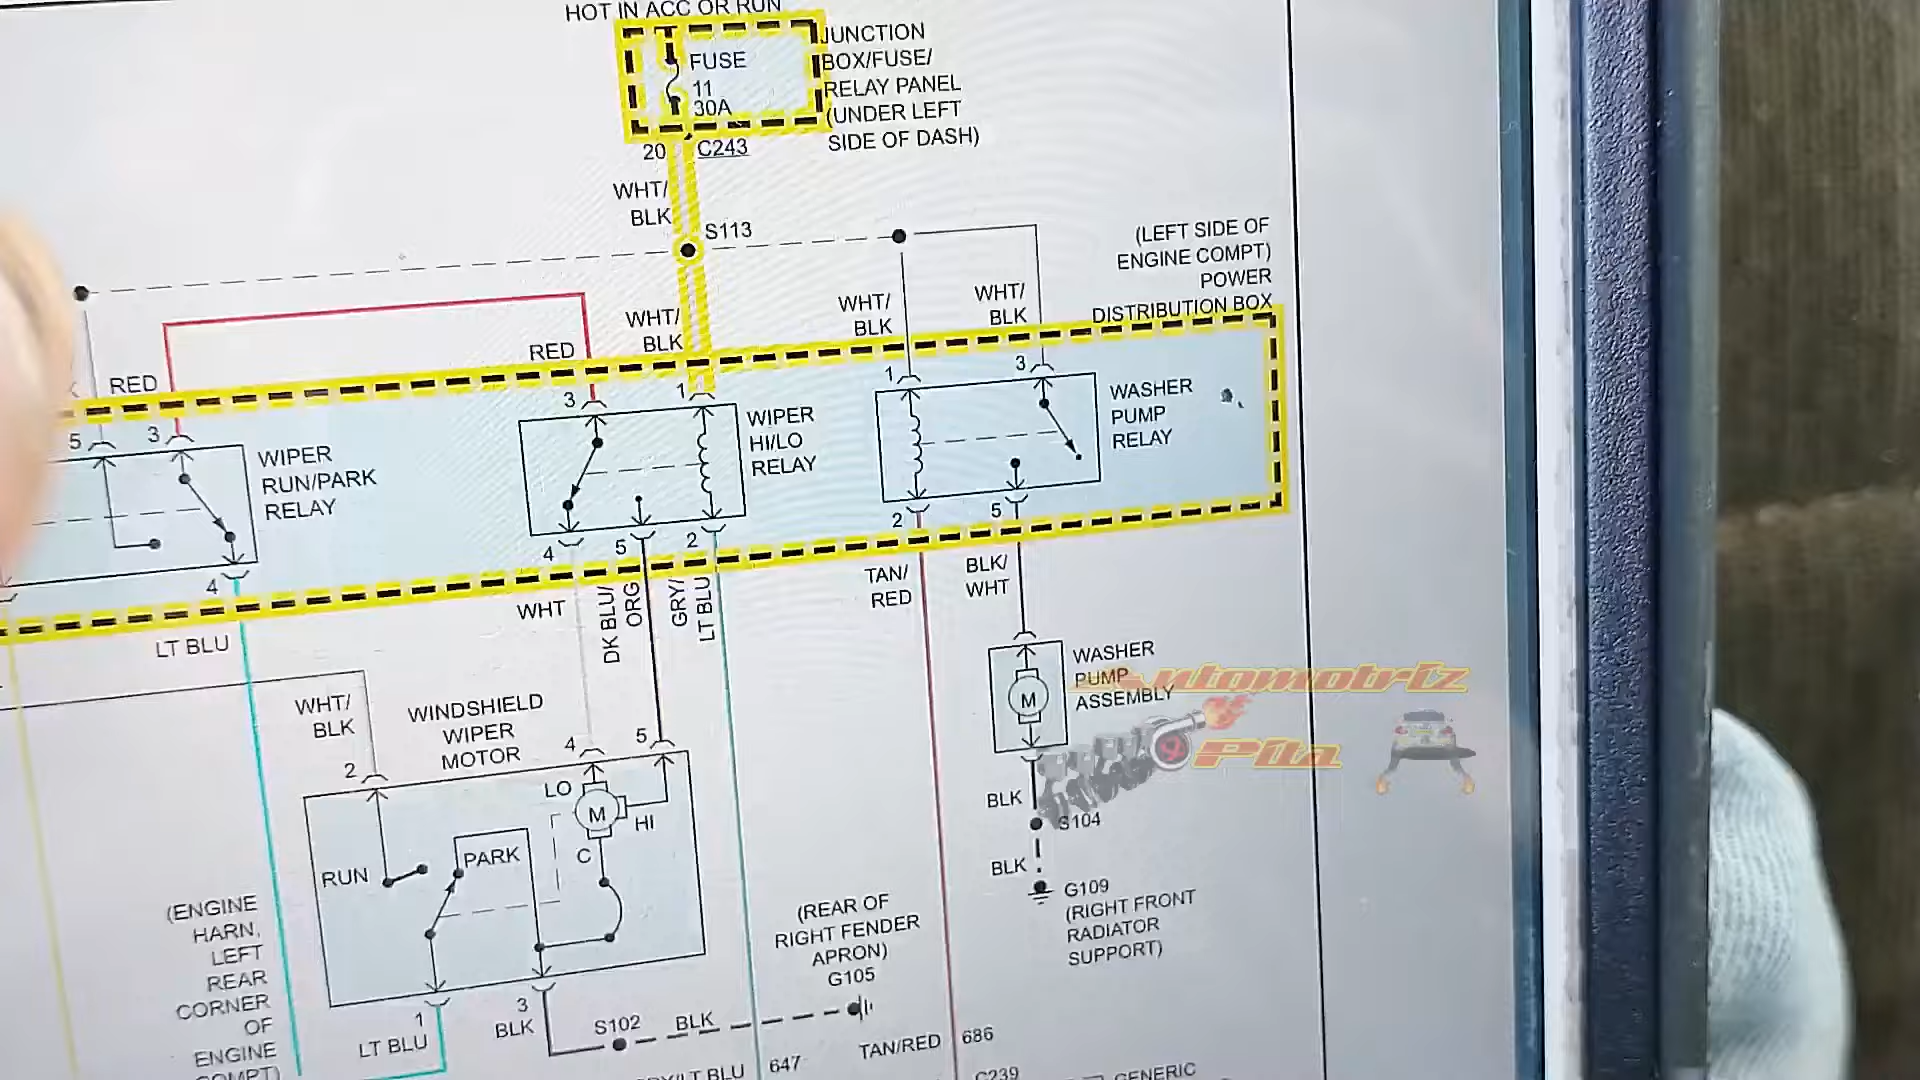 HOT IN ACC OR RUN
FUSE
11
30A
JUNCTION
BOX/FUSE/
RELAY PANEL
(UNDER LEFT
SIDE OF DASH)
20
C243
WHT/
BLK
S113
(LEFT SIDE OF
ENGINE COMPT)
POWER
DISTRIBUTION BOX
WHT/
BLK
WHT/
BLK
WHT/
BLK
RED
RED
5
3
WIPER
RUN/PARK
RELAY
4
3
1
WIPER
HI/LO
RELAY
4
5
2
1
3
WASHER
PUMP
RELAY
2
5
LT BLU
WHT
DK BLU/
ORG
GRY/
LT BLU
TAN/
RED
BLK/
WHT
WHT/
BLK
WINDSHIELD
WIPER
MOTOR
2
4
5
LO
M
HI
C
RUN
PARK
WASHER
PUMP
ASSEMBLY
M
Automotriz
Pita
BLK
S104
BLK
G109
(RIGHT FRONT
RADIATOR
SUPPORT)
(ENGINE
HARN,
LEFT
REAR
CORNER
OF
ENGINE
COMPT)
(REAR OF
RIGHT FENDER
APRON)
G105
1
LT BLU
3
BLK
S102
BLK
LT BLU
647
TAN/RED
686
C239
GENERIC